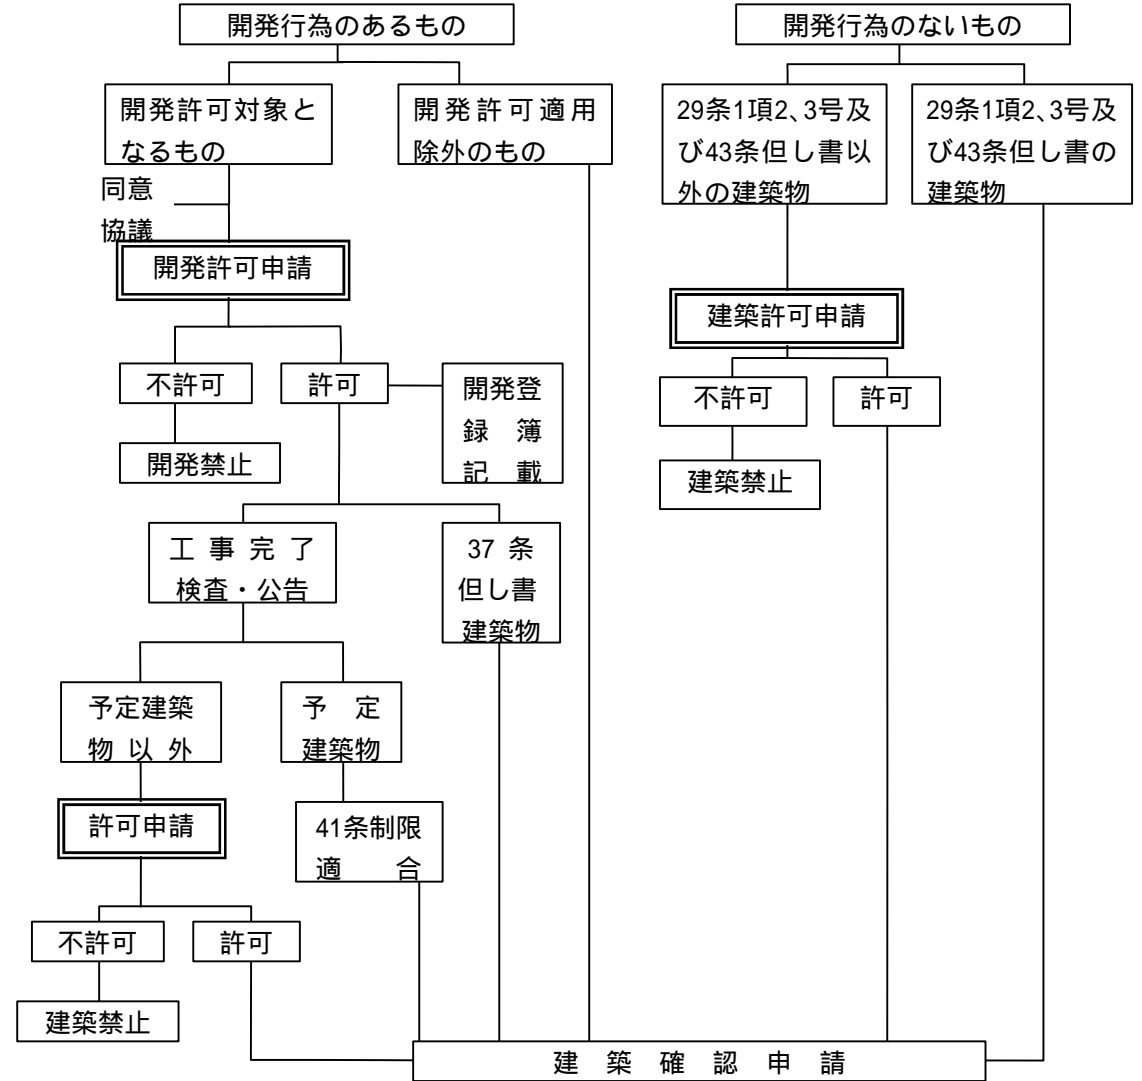 開発行為のあるもの
開発行為のないもの
開発許可対象と
なるもの
開発許可適用
除外のもの
29条1項2、3号及
び43条但し書以
外の建築物
29条1項2、3号及
び43条但し書の
建築物
同意
協議
開発許可申請
建築許可申請
不許可
許可
開発登
録簿
記載
開発禁止
不許可
許可
建築禁止
工事完了
検査・公告
37条
但し書
建築物
予定建築
物以外
予定
建築物
許可申請
41条制限
適合
不許可
許可
建築禁止
建築確認申請